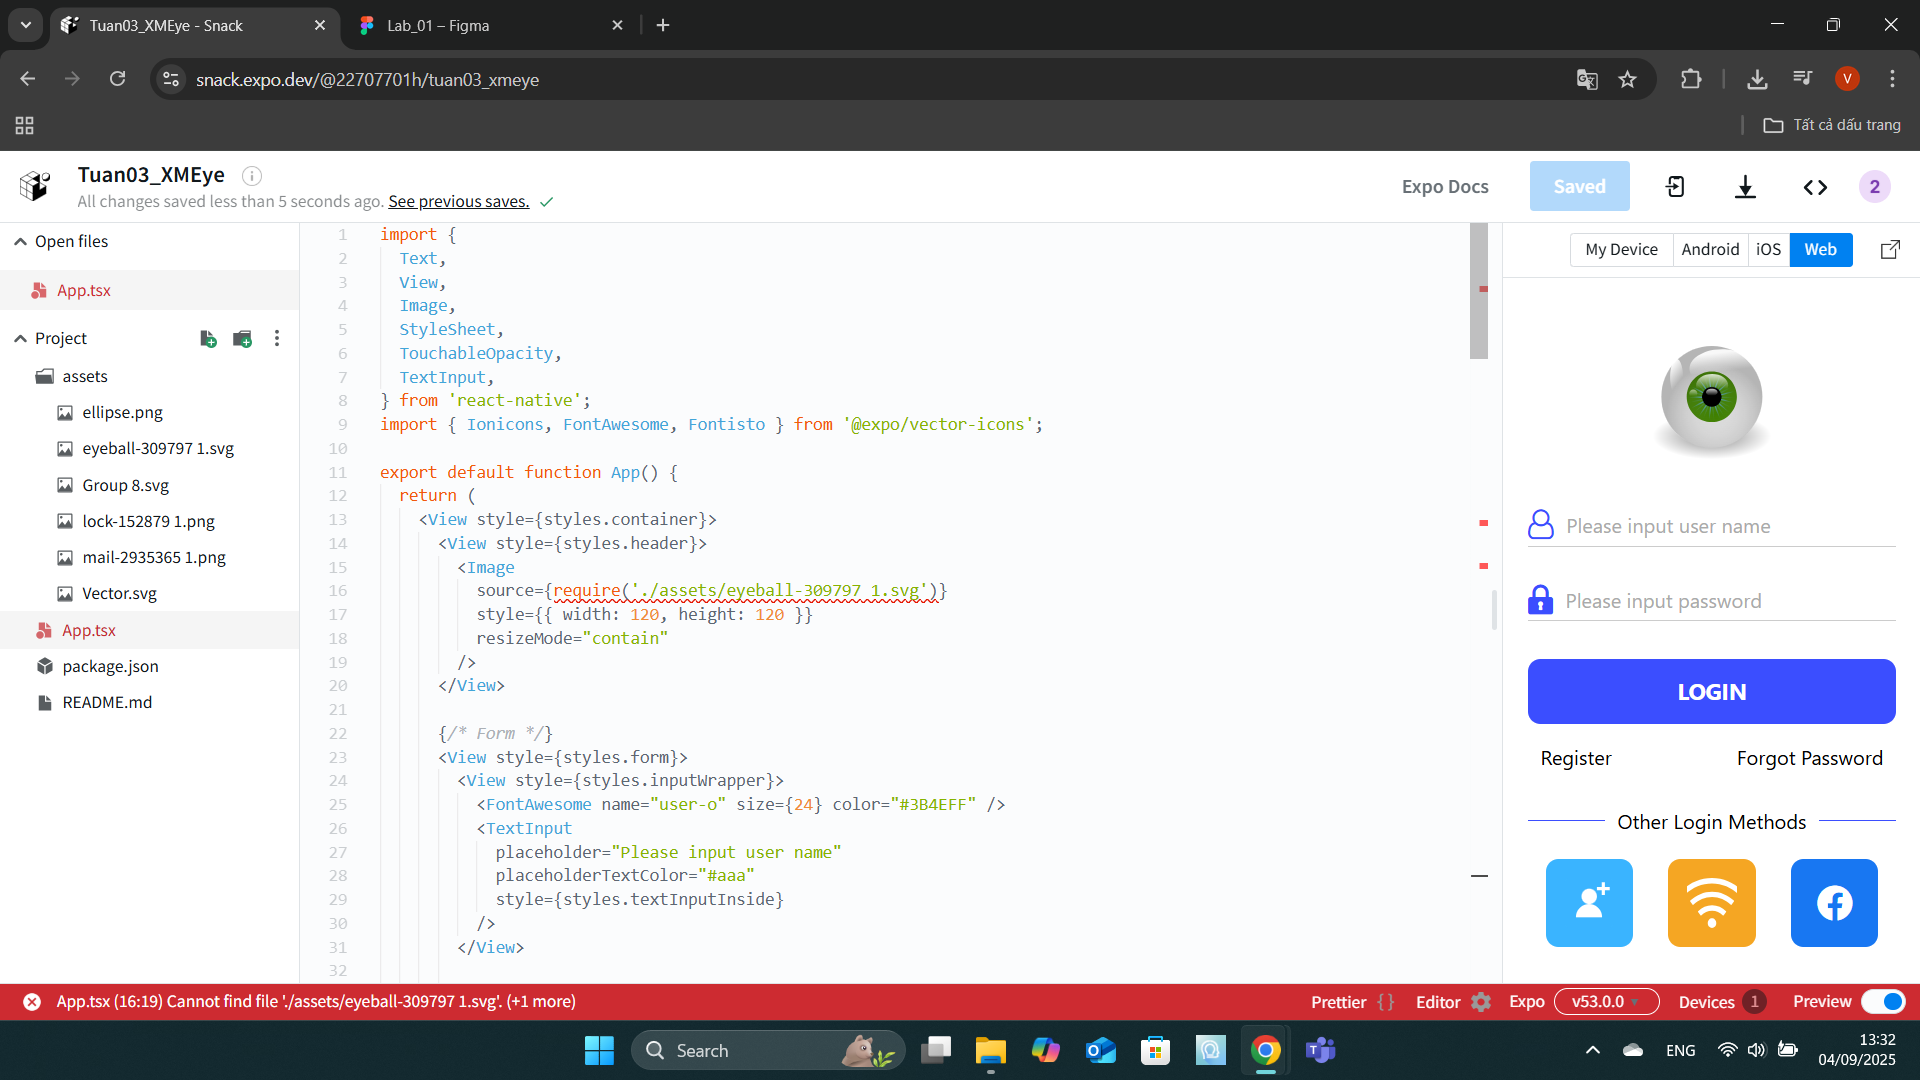 Tuan03_XMEye - Snack
Lab_01 – Figma
snack.expo.dev/@22707701h/tuan03_xmeye
V
Tất cả dấu trang
Tuan03_XMEye
All changes saved less than 5 seconds ago. See previous saves.
Expo Docs
Saved
2
Open files
App.tsx
Project
assets
ellipse.png
eyeball-309797 1.svg
Group 8.svg
lock-152879 1.png
mail-2935365 1.png
Vector.svg
App.tsx
package.json
README.md
1 import {
2 Text,
3 View,
4 Image,
5 StyleSheet,
6 TouchableOpacity,
7 TextInput,
8 } from 'react-native';
9 import { Ionicons, FontAwesome, Fontisto } from '@expo/vector-icons';
10
11 export default function App() {
12 return (
13 <View style={styles.container}>
14 <View style={styles.header}>
15 <Image
16 source={require('./assets/eyeball-309797 1.svg')}
17 style={{ width: 120, height: 120 }}
18 resizeMode="contain"
19 />
20 </View>
21
22 {/* Form */}
23 <View style={styles.form}>
24 <View style={styles.inputWrapper}>
25 <FontAwesome name="user-o" size={24} color="#3B4EFF" />
26 <TextInput
27 placeholder="Please input user name"
28 placeholderTextColor="#aaa"
29 style={styles.textInputInside}
30 />
31 </View>
32
My Device
Android
iOS
Web
Please input user name
Please input password
LOGIN
Register
Forgot Password
Other Login Methods
App.tsx (16:19) Cannot find file './assets/eyeball-309797 1.svg'. (+1 more)
Prettier { }
Editor
Expo
v53.0.0
Devices 1
Preview
Search
ENG
13:32
04/09/2025